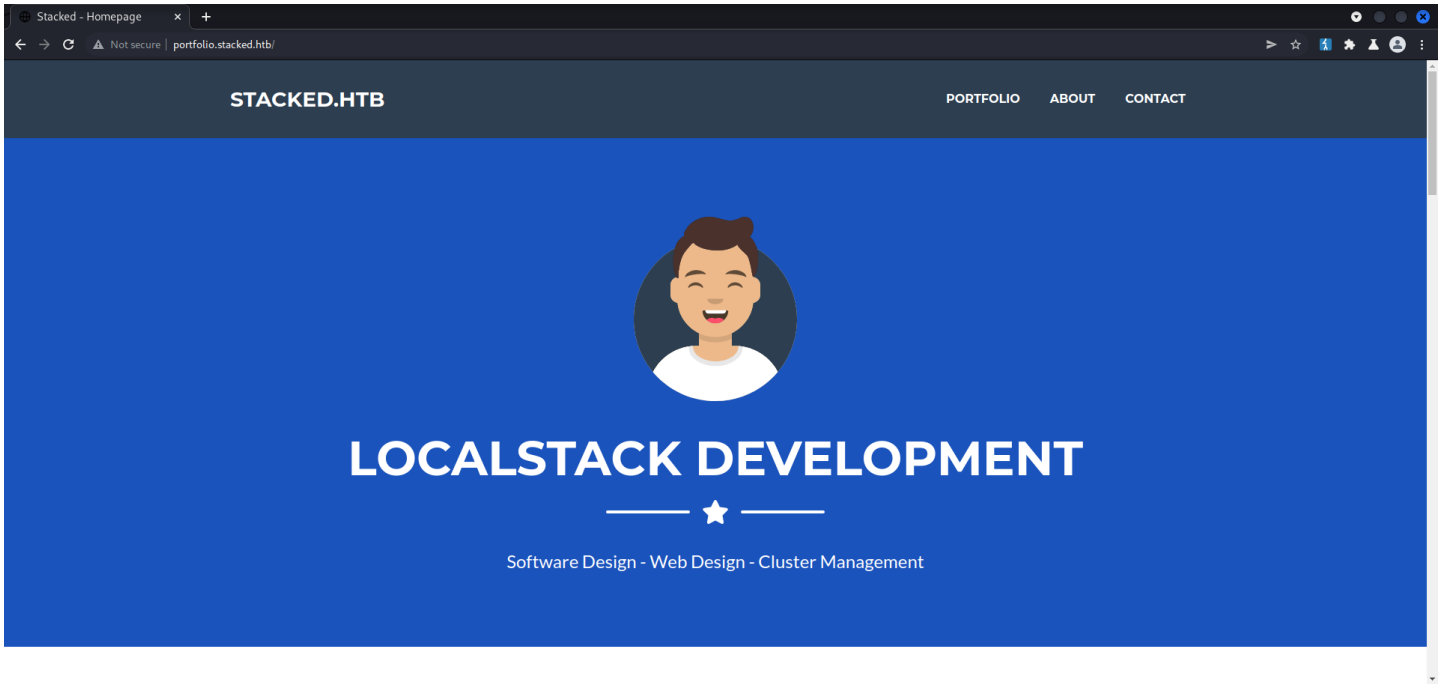 Stacked - Homepage
Not secure | portfolio.stacked.htb/
STACKED.HTB
PORTFOLIO ABOUT CONTACT
LOCALSTACK DEVELOPMENT
Software Design - Web Design - Cluster Management